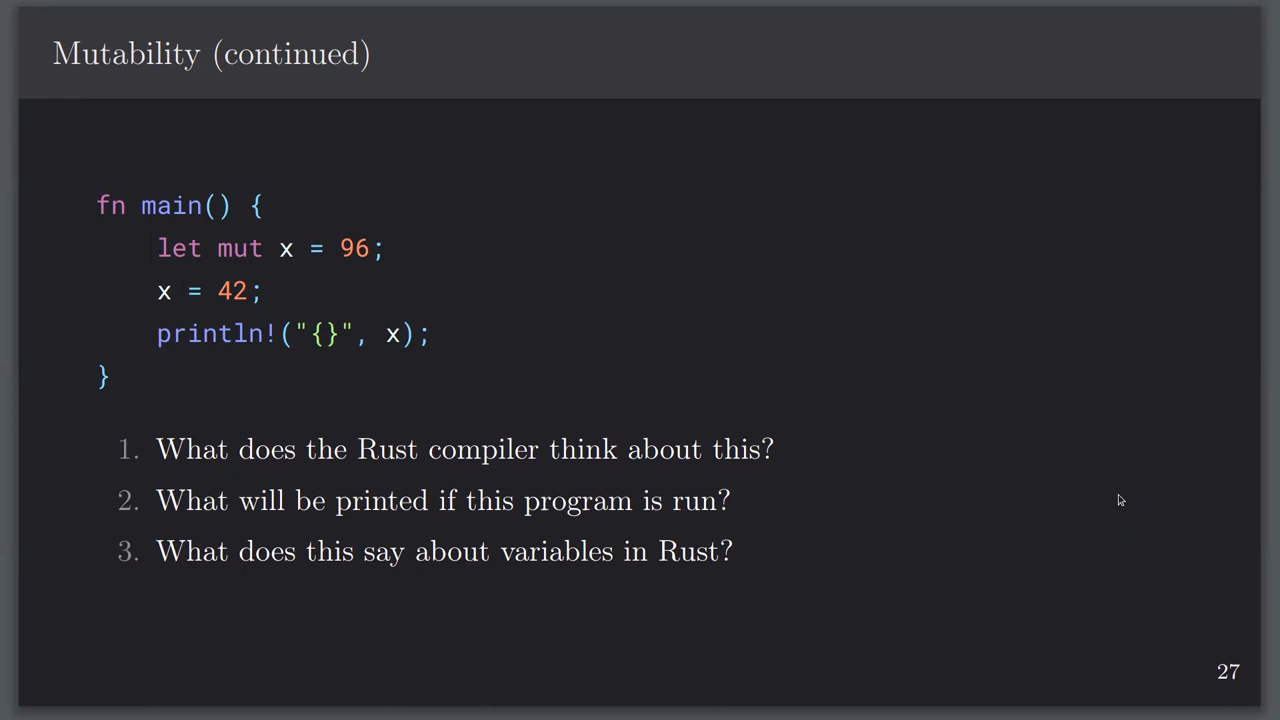 Mutability (continued)
fn main() {
    let mut x = 96;
    x = 42;
    println!("{}", x);
}
1. What does the Rust compiler think about this?
2. What will be printed if this program is run?
3. What does this say about variables in Rust?
27